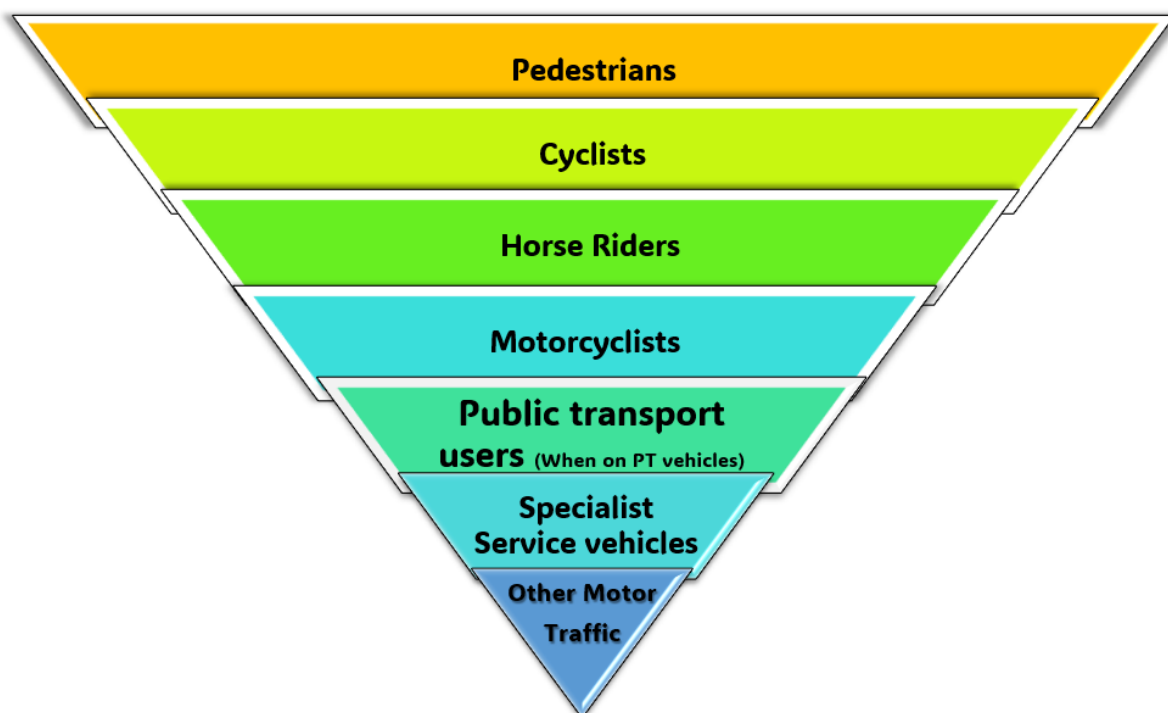 Pedestrians
Cyclists
Horse Riders
Motorcyclists
Public transport
users (When on PT vehicles)
Specialist
Service vehicles
Other Motor
Traffic